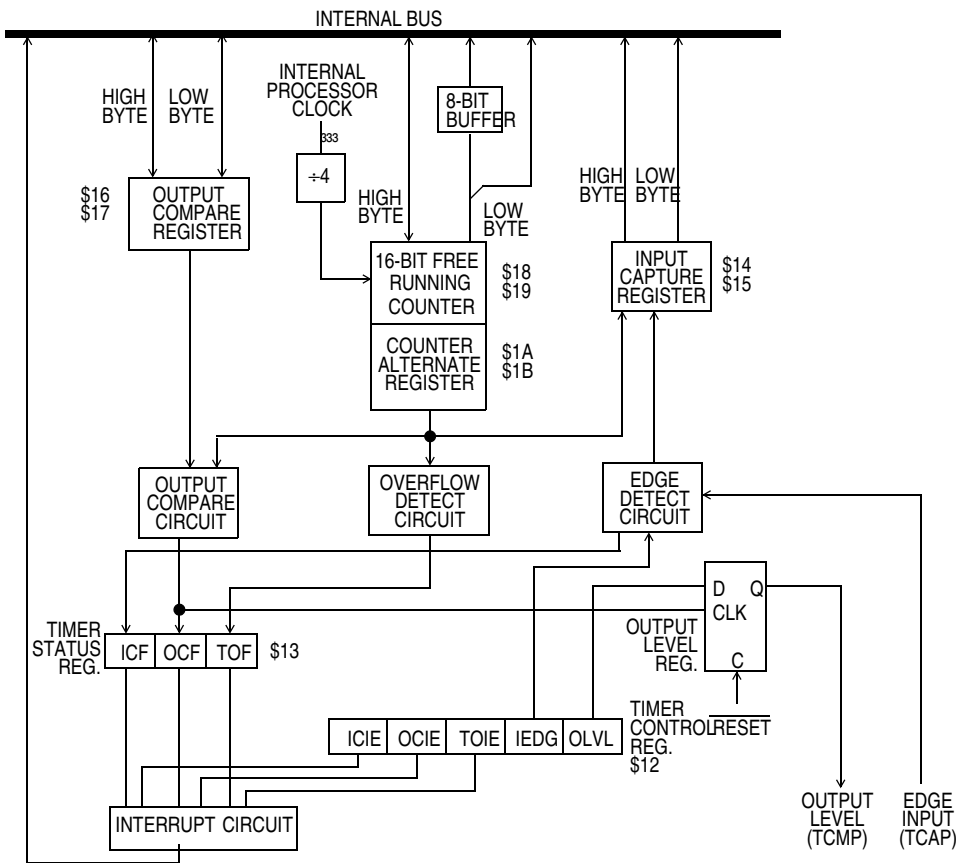 INTERNAL BUS
HIGH
BYTE
LOW
BYTE
INTERNAL
PROCESSOR
CLOCK
333
÷4
8-BIT
BUFFER
HIGH
BYTE
LOW
BYTE
HIGH
BYTE
LOW
BYTE
$16
$17
OUTPUT
COMPARE
REGISTER
16-BIT FREE
RUNNING
COUNTER
$18
$19
COUNTER
ALTERNATE
REGISTER
$1A
$1B
INPUT
CAPTURE
REGISTER
$14
$15
OUTPUT
COMPARE
CIRCUIT
OVERFLOW
DETECT
CIRCUIT
EDGE
DETECT
CIRCUIT
D Q
CLK
C
OUTPUT
LEVEL
REG.
TIMER
STATUS
REG.
ICF OCF TOF
$13
RESET
ICIE OCIE TOIE IEDG OLVL
TIMER
CONTROL
REG.
$12
INTERRUPT CIRCUIT
OUTPUT
LEVEL
(TCMP)
EDGE
INPUT
(TCAP)